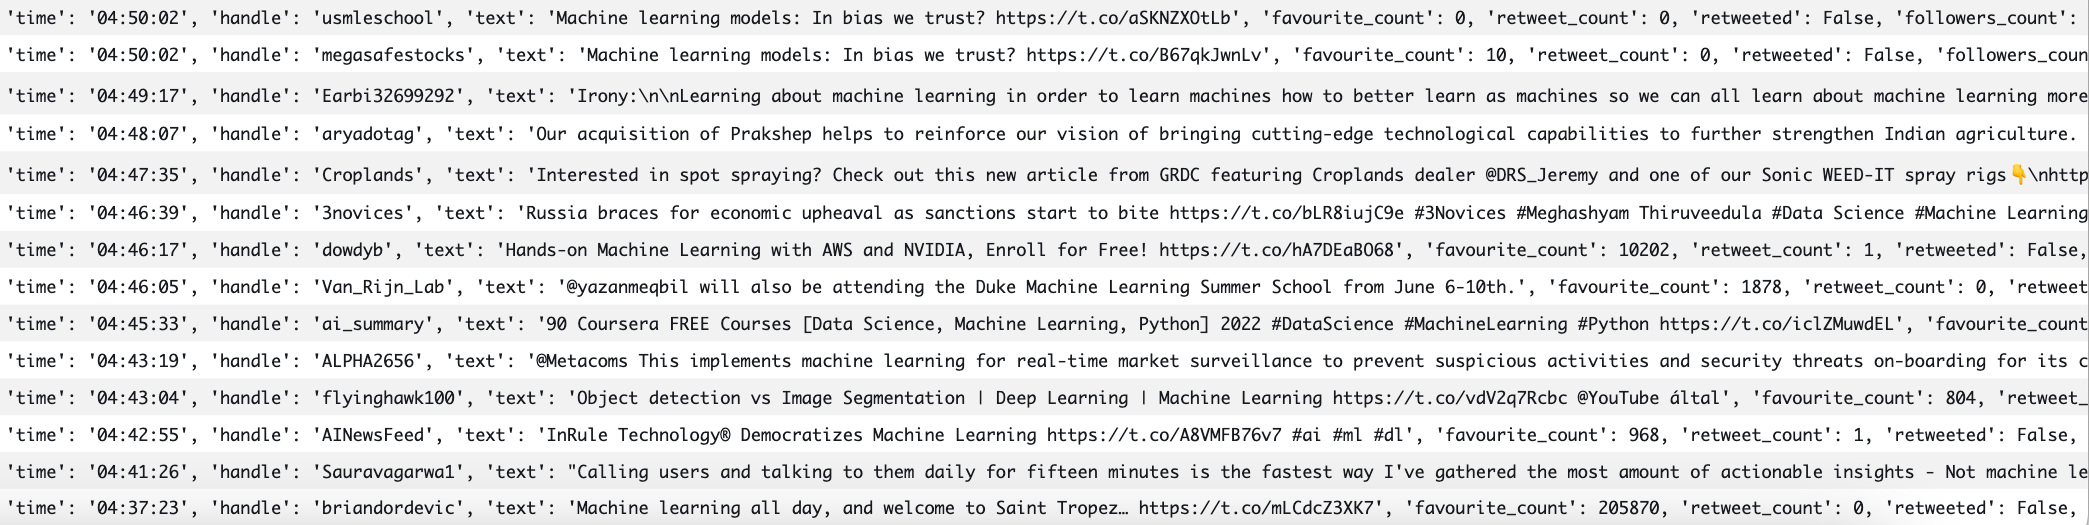 'time': '04:50:02', 'handle': 'usmleschool', 'text': 'Machine learning models: In bias we trust? https://t.co/aSKNZXOtLb', 'favourite_count': 0, 'retweet_count': 0, 'retweeted': False, 'followers_count':
'time': '04:50:02', 'handle': 'megasafestocks', 'text': 'Machine learning models: In bias we trust? https://t.co/B67qkJwnLv', 'favourite_count': 10, 'retweet_count': 0, 'retweeted': False, 'followers_coun
'time': '04:49:17', 'handle': 'Earbi32699292', 'text': 'Irony:\n\nLearning about machine learning in order to learn machines how to better learn as machines so we can all learn about machine learning more
'time': '04:48:07', 'handle': 'aryadotag', 'text': 'Our acquisition of Prakshep helps to reinforce our vision of bringing cutting-edge technological capabilities to further strengthen Indian agriculture.
'time': '04:47:35', 'handle': 'Croplands', 'text': 'Interested in spot spraying? Check out this new article from GRDC featuring Croplands dealer @DRS_Jeremy and one of our Sonic WEED-IT spray rigs👇\nhttp
'time': '04:46:39', 'handle': '3novices', 'text': 'Russia braces for economic upheaval as sanctions start to bite https://t.co/bLR8iujC9e #3Novices #Meghashyam Thiruveedula #Data Science #Machine Learning
'time': '04:46:17', 'handle': 'dowdyb', 'text': 'Hands-on Machine Learning with AWS and NVIDIA, Enroll for Free! https://t.co/hA7DEaBO68', 'favourite_count': 10202, 'retweet_count': 1, 'retweeted': False,
'time': '04:46:05', 'handle': 'Van_Rijn_Lab', 'text': '@yazanmeqbil will also be attending the Duke Machine Learning Summer School from June 6-10th.', 'favourite_count': 1878, 'retweet_count': 0, 'retweet
'time': '04:45:33', 'handle': 'ai_summary', 'text': '90 Coursera FREE Courses [Data Science, Machine Learning, Python] 2022 #DataScience #MachineLearning #Python https://t.co/iclZMuwdEL', 'favourite_count
'time': '04:43:19', 'handle': 'ALPHA2656', 'text': '@Metacoms This implements machine learning for real-time market surveillance to prevent suspicious activities and security threats on-boarding for its c
'time': '04:43:04', 'handle': 'flyinghawk100', 'text': 'Object detection vs Image Segmentation | Deep Learning | Machine Learning https://t.co/vdV2q7Rcbc @YouTube által', 'favourite_count': 804, 'retweet_
'time': '04:42:55', 'handle': 'AINewsFeed', 'text': 'InRule Technology® Democratizes Machine Learning https://t.co/A8VMFB76v7 #ai #ml #dl', 'favourite_count': 968, 'retweet_count': 1, 'retweeted': False,
'time': '04:41:26', 'handle': 'Sauravagarwa1', 'text': "Calling users and talking to them daily for fifteen minutes is the fastest way I've gathered the most amount of actionable insights - Not machine le
'time': '04:37:23', 'handle': 'briandordevic', 'text': 'Machine learning all day, and welcome to Saint Tropez… https://t.co/mLCdcZ3XK7', 'favourite_count': 205870, 'retweet_count': 0, 'retweeted': False,